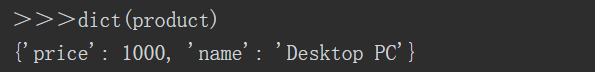 >>>dict(product)
{'price': 1000, 'name': 'Desktop PC'}